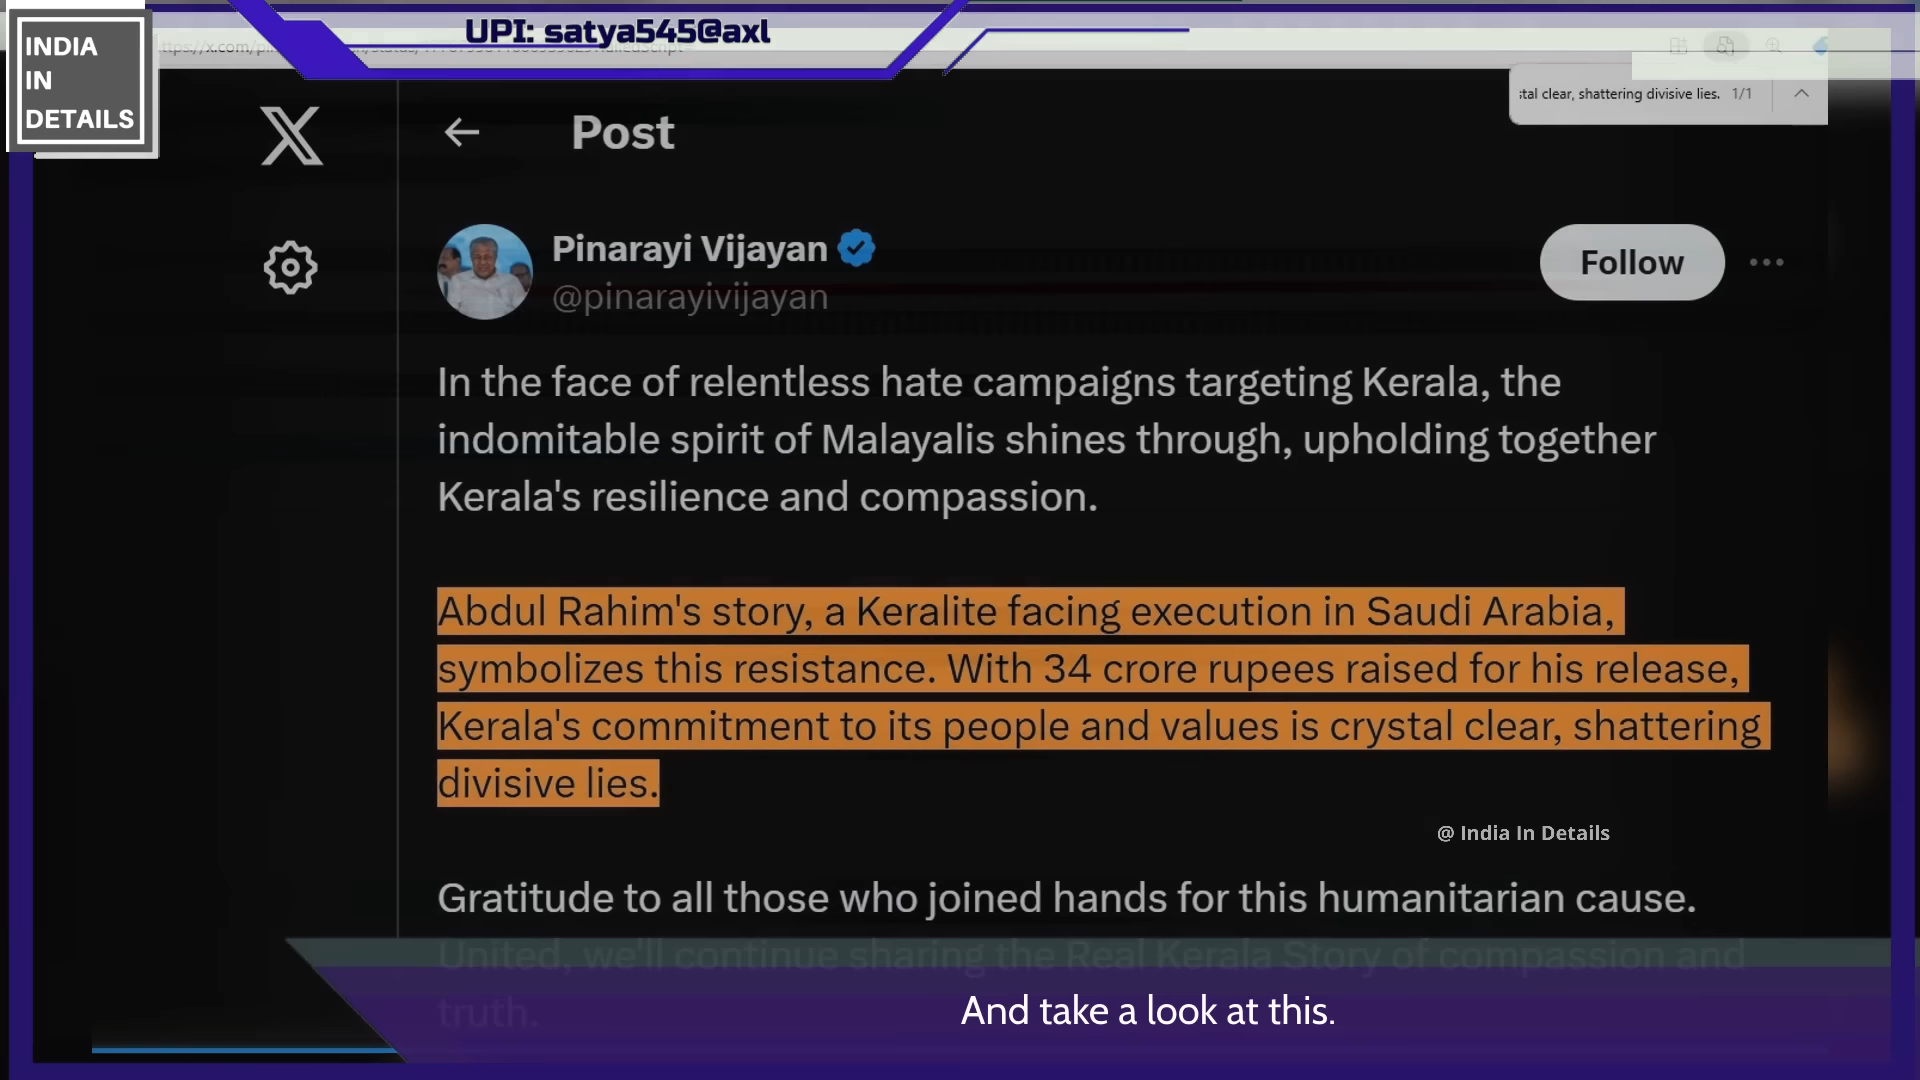 UPI: satya545@axl
INDIA
IN
DETAILS
stal clear, shattering divisive lies. 1/1
Post
Pinarayi Vijayan
@pinarayivijayan
Follow
In the face of relentless hate campaigns targeting Kerala, the
indomitable spirit of Malayalis shines through, upholding together
Kerala's resilience and compassion.
Abdul Rahim's story, a Keralite facing execution in Saudi Arabia,
symbolizes this resistance. With 34 crore rupees raised for his release,
Kerala's commitment to its people and values is crystal clear, shattering
divisive lies.
@ India In Details
Gratitude to all those who joined hands for this humanitarian cause.
United, we'll continue sharing the Real Kerala Story of compassion and
truth.
And take a look at this.